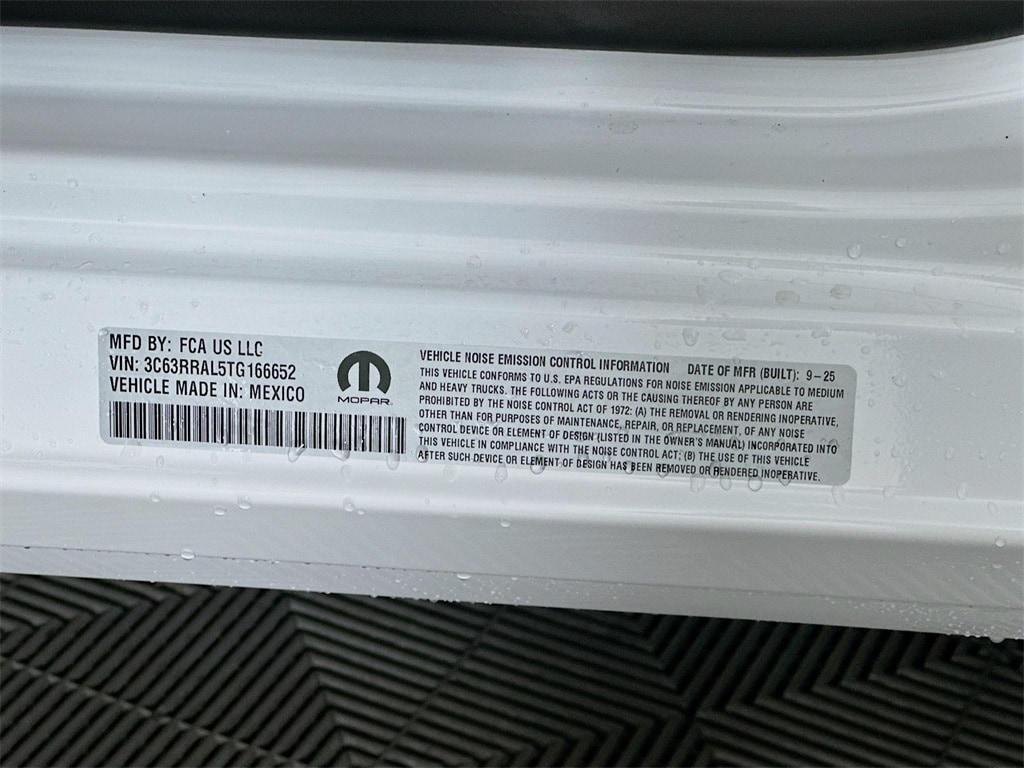 MFD BY: FCA US LLC
VIN: 3C63RRAL5TG166652
VEHICLE MADE IN: MEXICO
MOPAR
VEHICLE NOISE EMISSION CONTROL INFORMATION DATE OF MFR (BUILT): 9-25
THIS VEHICLE CONFORMS TO U.S. EPA REGULATIONS FOR NOISE EMISSION APPLICABLE TO MEDIUM
AND HEAVY TRUCKS. THE FOLLOWING ACTS OR THE CAUSING THEREOF BY ANY PERSON ARE
PROHIBITED BY THE NOISE CONTROL ACT OF 1972: (A) THE REMOVAL OR RENDERING INOPERATIVE,
OTHER THAN FOR PURPOSES OF MAINTENANCE, REPAIR, OR REPLACEMENT, OF ANY NOISE
CONTROL DEVICE OR ELEMENT OF DESIGN (LISTED IN THE OWNER'S MANUAL) INCORPORATED INTO
THIS VEHICLE IN COMPLIANCE WITH THE NOISE CONTROL ACT; (B) THE USE OF THIS VEHICLE
AFTER SUCH DEVICE OR ELEMENT OF DESIGN HAS BEEN REMOVED OR RENDERED INOPERATIVE.